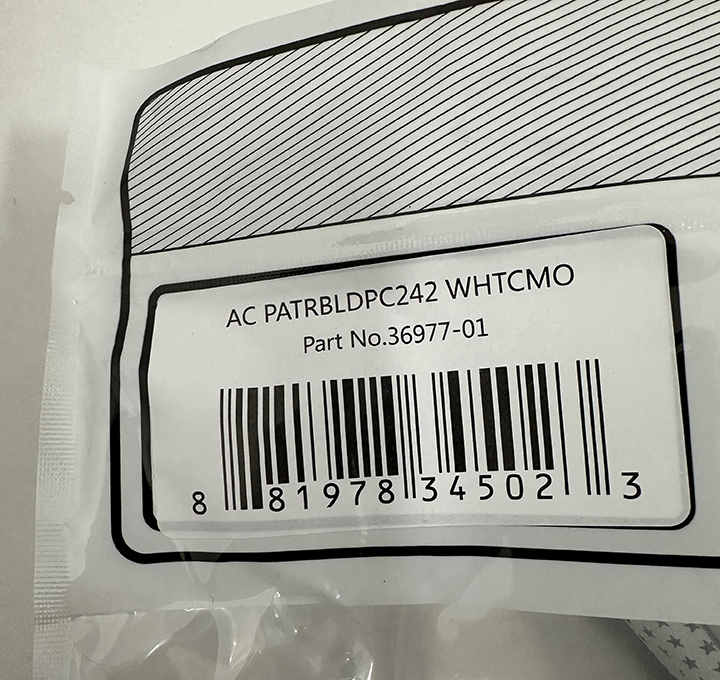 AC PATRBLDPC242 WHTCMO
Part No.36977-01
8 81978 34502 3